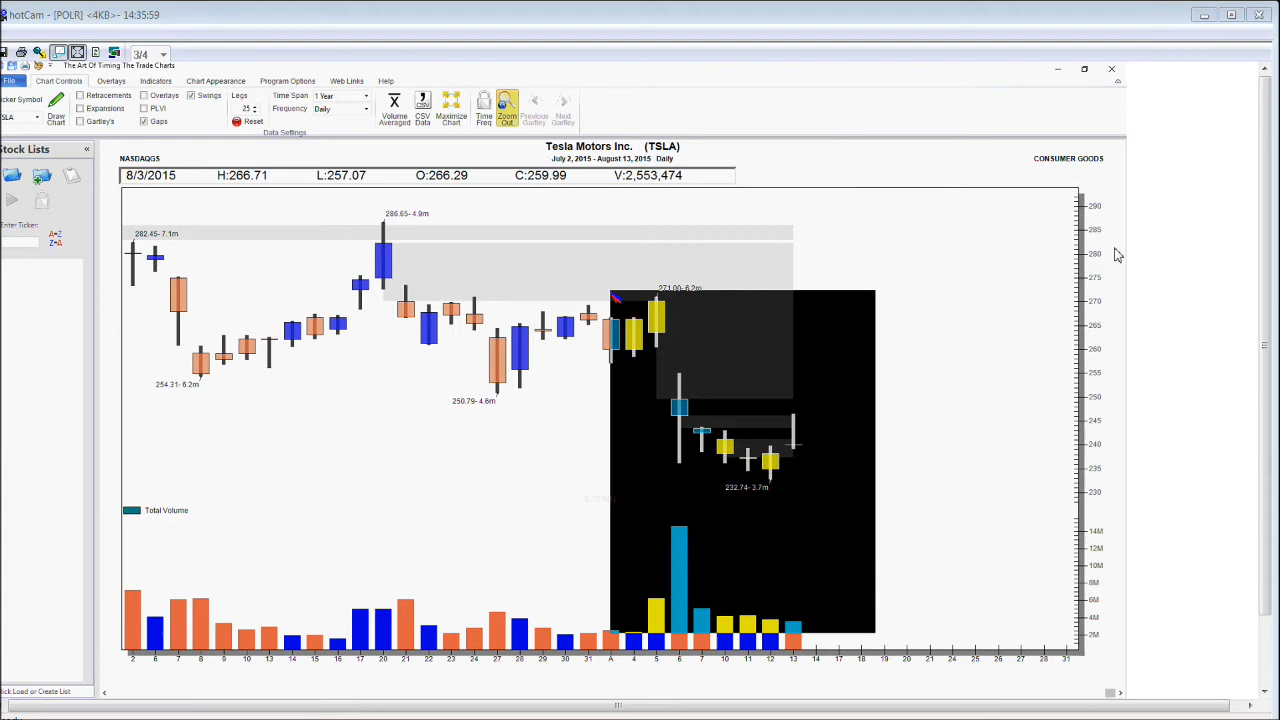 hotCam - [POLR] <4KB>- 14:35:59
3/4
The Art Of Timing The Trade Charts
File Chart Controls Overlays Indicators Chart Appearance Program Options Web Links Help
icker Symbol
SLA
Draw Chart
Retracements Overlays Swings
Expansions PLVI
Gartley's Gaps
Legs
25
Reset
Time Span 1 Year
Frequency Daily
Volume Averaged
CSV Data
Maximize Chart
Time Freq
Zoom Out
Previous Gartley
Next Gartley
Data Settings
Stock Lists «
Enter Ticker:
A=Z
Z=A
lick Load or Create List
Tesla Motors Inc. (TSLA)
NASDAQGS July 2, 2015 - August 13, 2015 Daily CONSUMER GOODS
8/3/2015 H:266.71 L:257.07 O:266.29 C:259.99 V:2,553,474
286.65- 4.9m
282.45- 7.1m
271.00- 6.2m
254.31- 6.2m
250.79- 4.6m
232.74- 3.7m
Total Volume
290
285
280
275
270
265
260
255
250
245
240
235
230
14M
12M
10M
8M
6M
4M
2M
2 6 7 8 9 10 13 14 15 16 17 20 21 22 23 24 27 28 29 30 31 A 4 5 6 7 10 11 12 13 14 17 18 19 20 21 24 25 26 27 28 31